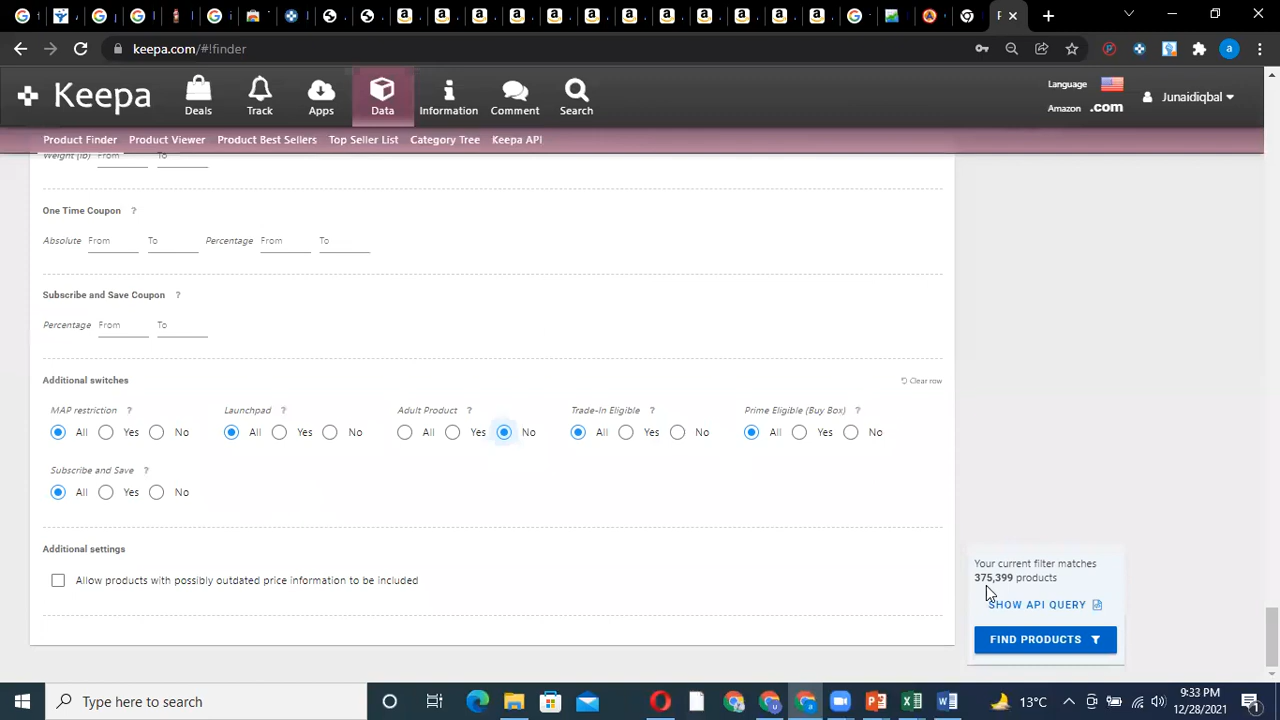 keepa.com/#!finder
a
Keepa
Deals
Track
Apps
Data
Information
Comment
Search
Language
Amazon .com
Junaidiqbal
Product Finder Product Viewer Product Best Sellers Top Seller List Category Tree Keepa API
Weight (lb) From To
One Time Coupon ?
Absolute From To Percentage From To
Subscribe and Save Coupon ?
Percentage From To
Additional switches Clear row
MAP restriction ? Launchpad ? Adult Product ? Trade-In Eligible ? Prime Eligible (Buy Box) ?
All Yes No All Yes No All Yes No All Yes No All Yes No
Subscribe and Save ?
All Yes No
Additional settings
Allow products with possibly outdated price information to be included
Your current filter matches
375,399 products
SHOW API QUERY
FIND PRODUCTS
Type here to search
13°C
9:33 PM
12/28/2021